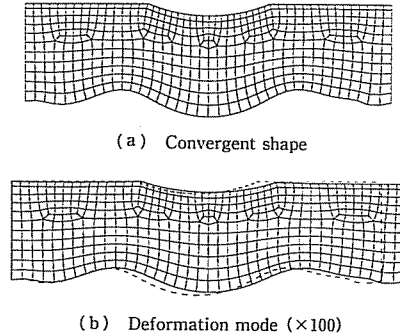 (a) Convergent shape
(b) Deformation mode (×100)